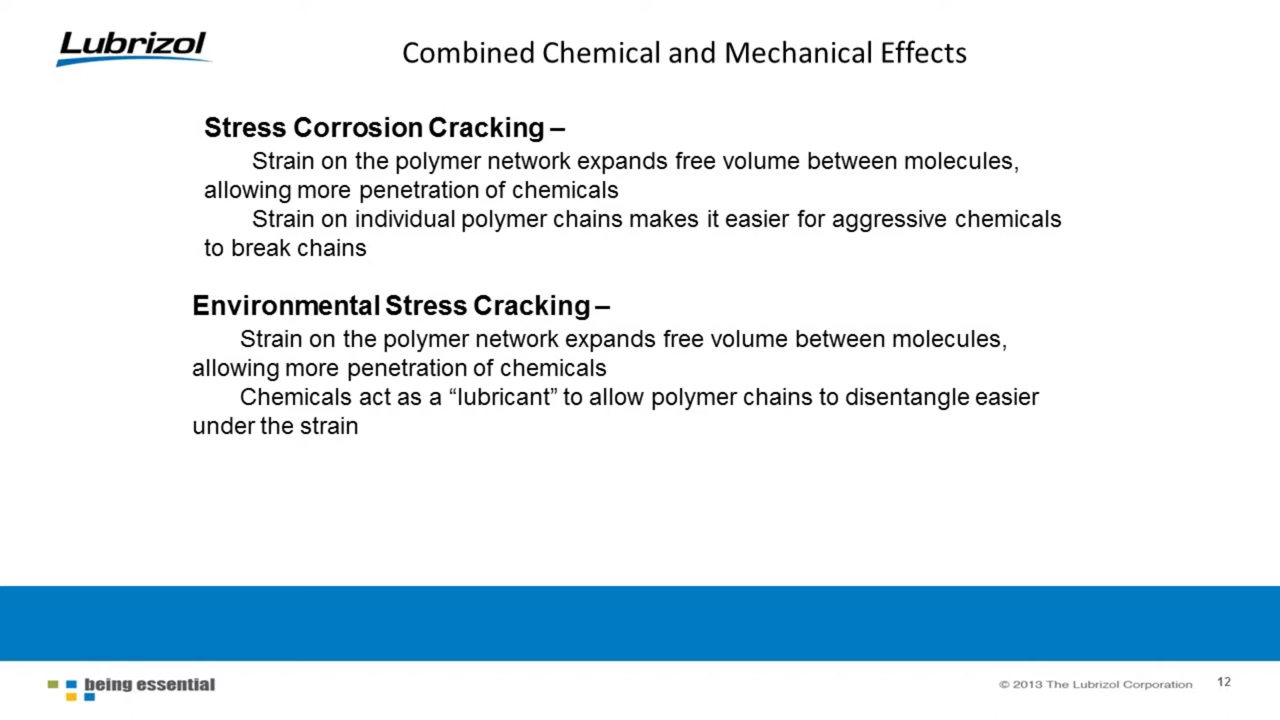 Lubrizol
Combined Chemical and Mechanical Effects
Stress Corrosion Cracking –
Strain on the polymer network expands free volume between molecules,
allowing more penetration of chemicals
Strain on individual polymer chains makes it easier for aggressive chemicals
to break chains
Environmental Stress Cracking –
Strain on the polymer network expands free volume between molecules,
allowing more penetration of chemicals
Chemicals act as a “lubricant” to allow polymer chains to disentangle easier
under the strain
being essential
© 2013 The Lubrizol Corporation
12